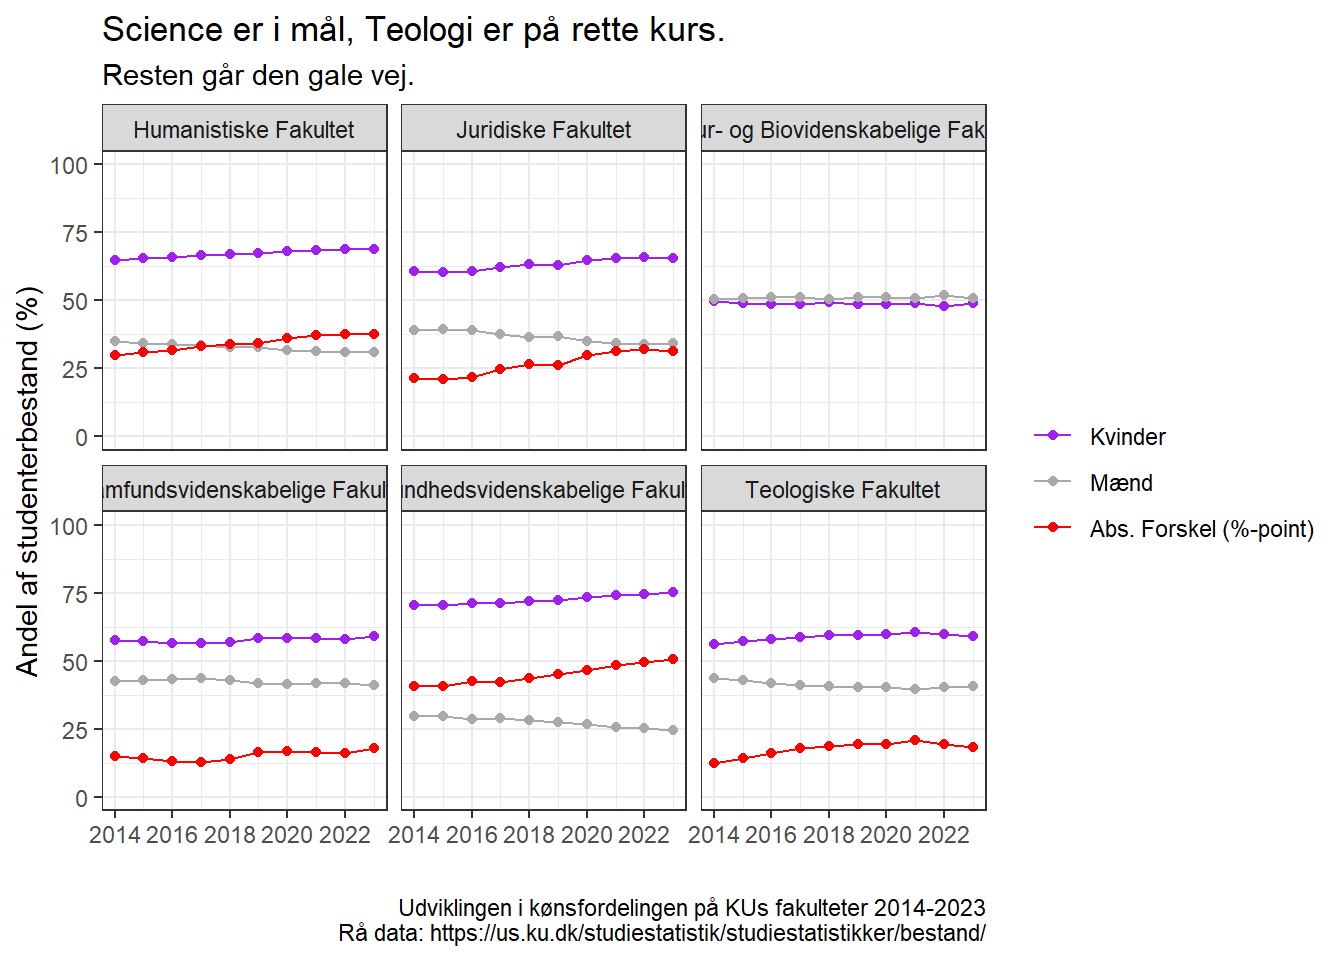 Science er i mål, Teologi er på rette kurs.
Resten går den gale vej.
Humanistiske Fakultet
Juridiske Fakultet
ur- og Biovidenskabelige Fak
100
75
50
25
0
Andel af studenterbestand (%)
mfundsvidenskabelige Fakul
undhedsvidenskabelige Fakul
Teologiske Fakultet
100
75
50
25
0
2014 2016 2018 2020 2022
2014 2016 2018 2020 2022
2014 2016 2018 2020 2022
Kvinder
Mænd
Abs. Forskel (%-point)
Udviklingen i kønsfordelingen på KUs fakulteter 2014-2023
Rå data: https://us.ku.dk/studiestatistik/studiestatistikker/bestand/